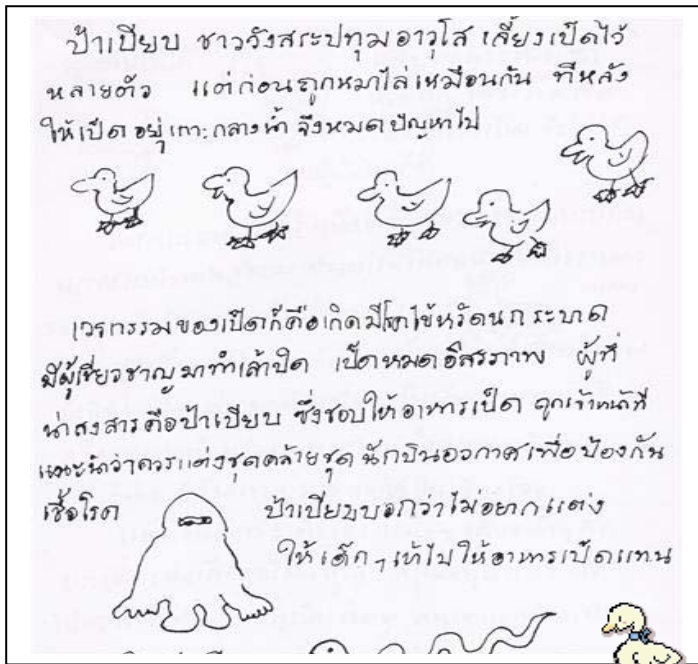 ป้าเปียบ ชาววังสระปทุมอาวุโส เลี้ยงเป็ดไว้
หลายตัว แต่ก่อนถูกหมาไล่เหมือนกัน ทีหลัง
ให้เป็ดอยู่เกาะกลางน้ำ จึงหมดปัญหาไป
เวรกรรมของเป็ดก็คือเกิดมีโรคไข้หวัดนกระบาด
มีผู้เชี่ยวชาญมาทำเล้าปิด เป็ดหมดอิสรภาพ ผู้ที่
น่าสงสารคือป้าเปียบ ซึ่งชอบให้อาหารเป็ด ถูกเจ้าหน้าที่
แนะนำว่าควรแต่งชุดคล้ายชุดนักบินอวกาศเพื่อป้องกัน
เชื้อโรค
ป้าเปียบบอกว่าไม่อยากแต่ง
ให้เด็กๆเข้าไปให้อาหารเป็ดแทน